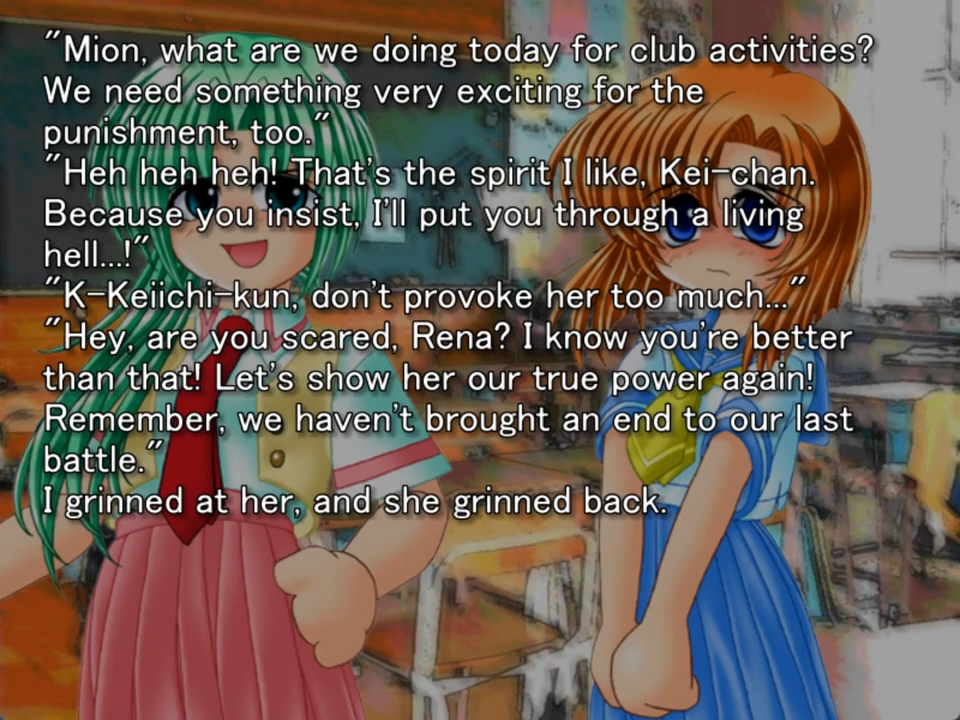 "Mion, what are we doing today for club activities?
We need something very exciting for the
punishment, too."
"Heh heh heh! That's the spirit I like, Kei-chan.
Because you insist, I'll put you through a living
hell...!"
"K-Keiichi-kun, don't provoke her too much..."
"Hey, are you scared, Rena? I know you're better
than that! Let's show her our true power again!
Remember, we haven't brought an end to our last
battle."
I grinned at her, and she grinned back.